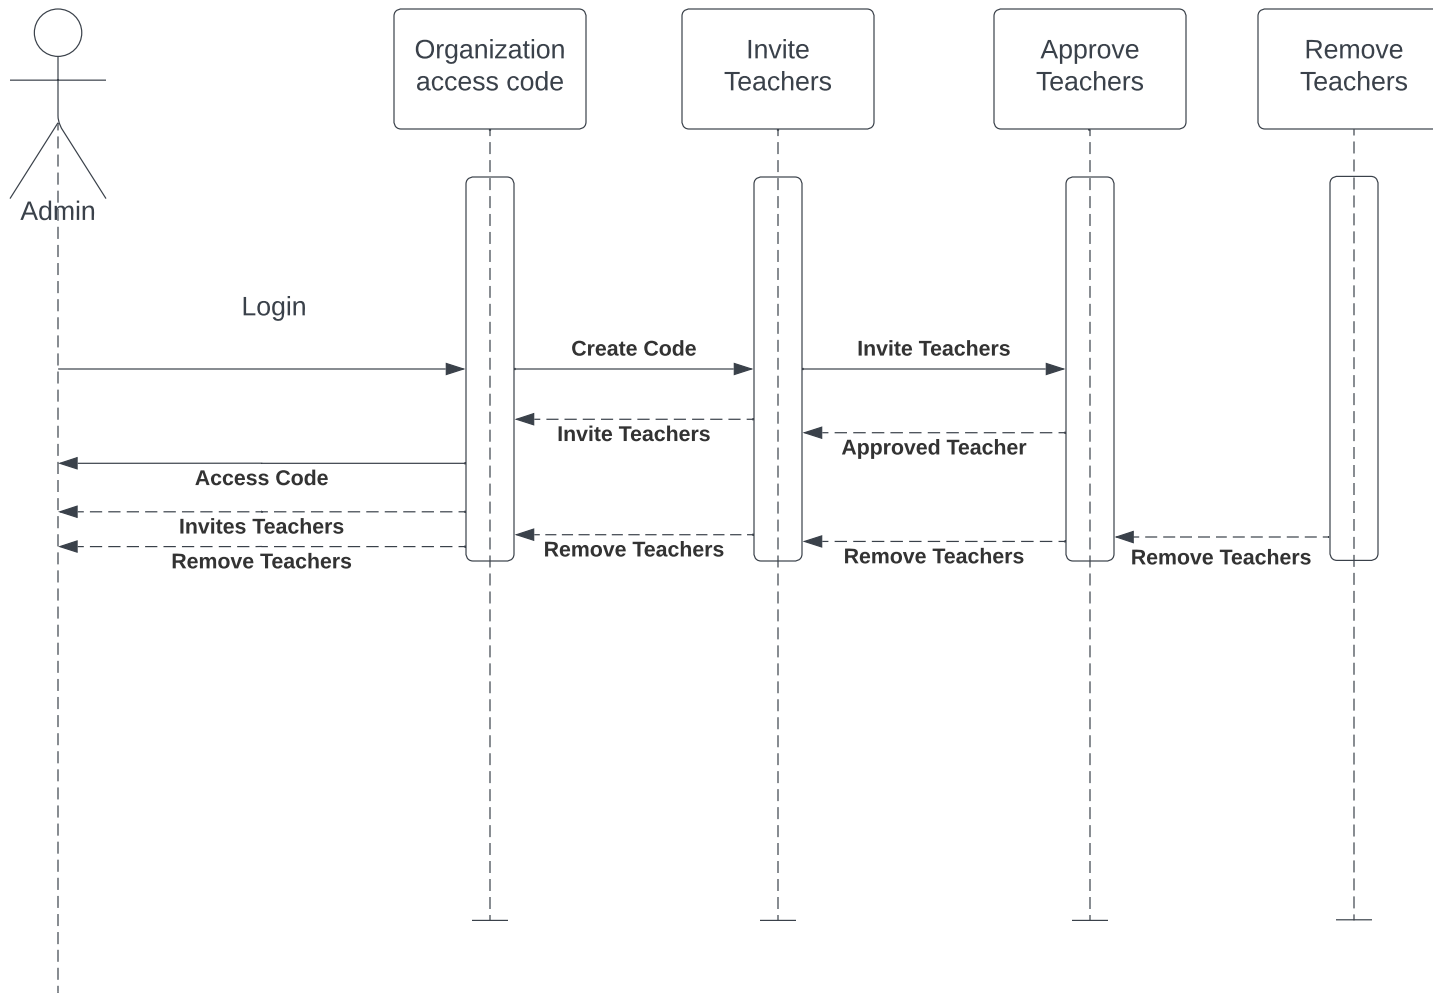 Organization
access code
Invite
Teachers
Approve
Teachers
Remove
Teachers
Admin
Login
Create Code
Invite Teachers
Invite Teachers
Approved Teacher
Access Code
Invites Teachers
Remove Teachers
Remove Teachers
Remove Teachers
Remove Teachers